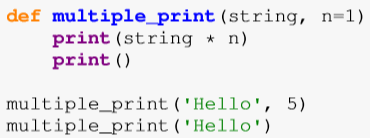 def multiple_print(string, n=1)
    print(string * n)
    print()

multiple_print('Hello', 5)
multiple_print('Hello')